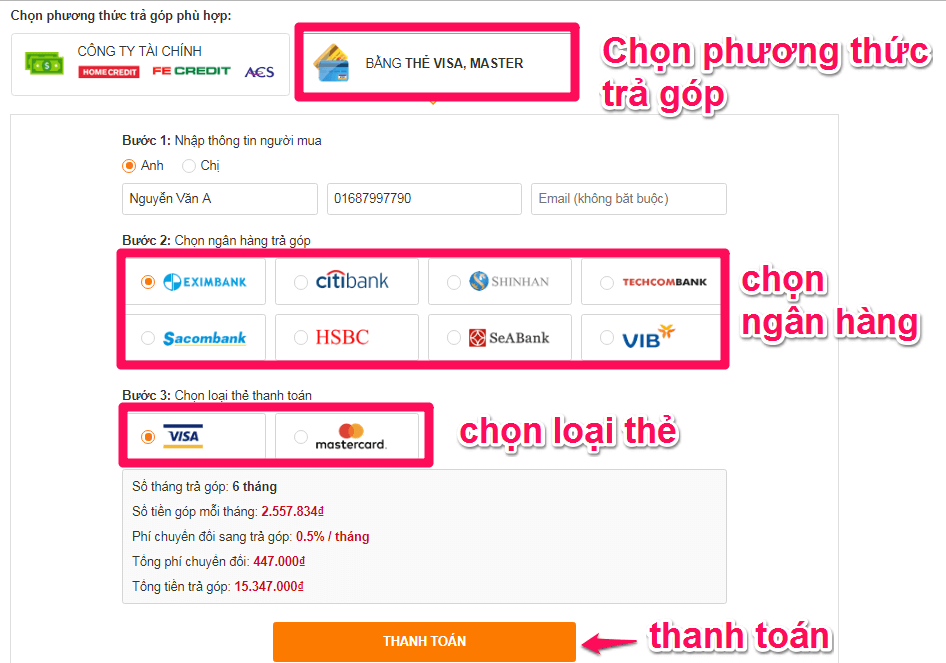 Chọn phương thức trả góp phù hợp:
CÔNG TY TÀI CHÍNH
HOME CREDIT FE CREDIT ACS
BẰNG THẺ VISA, MASTER
Chọn phương thức
trả góp
Bước 1: Nhập thông tin người mua
Anh Chị
Nguyễn Văn A 01687997790 Email (không bắt buộc)
Bước 2: Chọn ngân hàng trả góp
EXIMBANK citibank SHINHAN TECHCOMBANK
Sacombank HSBC SeABank VIB
chọn
ngân hàng
Bước 3: Chọn loại thẻ thanh toán
VISA mastercard.
chọn loại thẻ
Số tháng trả góp: 6 tháng
Số tiền góp mỗi tháng: 2.557.834₫
Phí chuyển đổi sang trả góp: 0.5% / tháng
Tổng phí chuyển đổi: 447.000₫
Tổng tiền trả góp: 15.347.000₫
THANH TOÁN
thanh toán